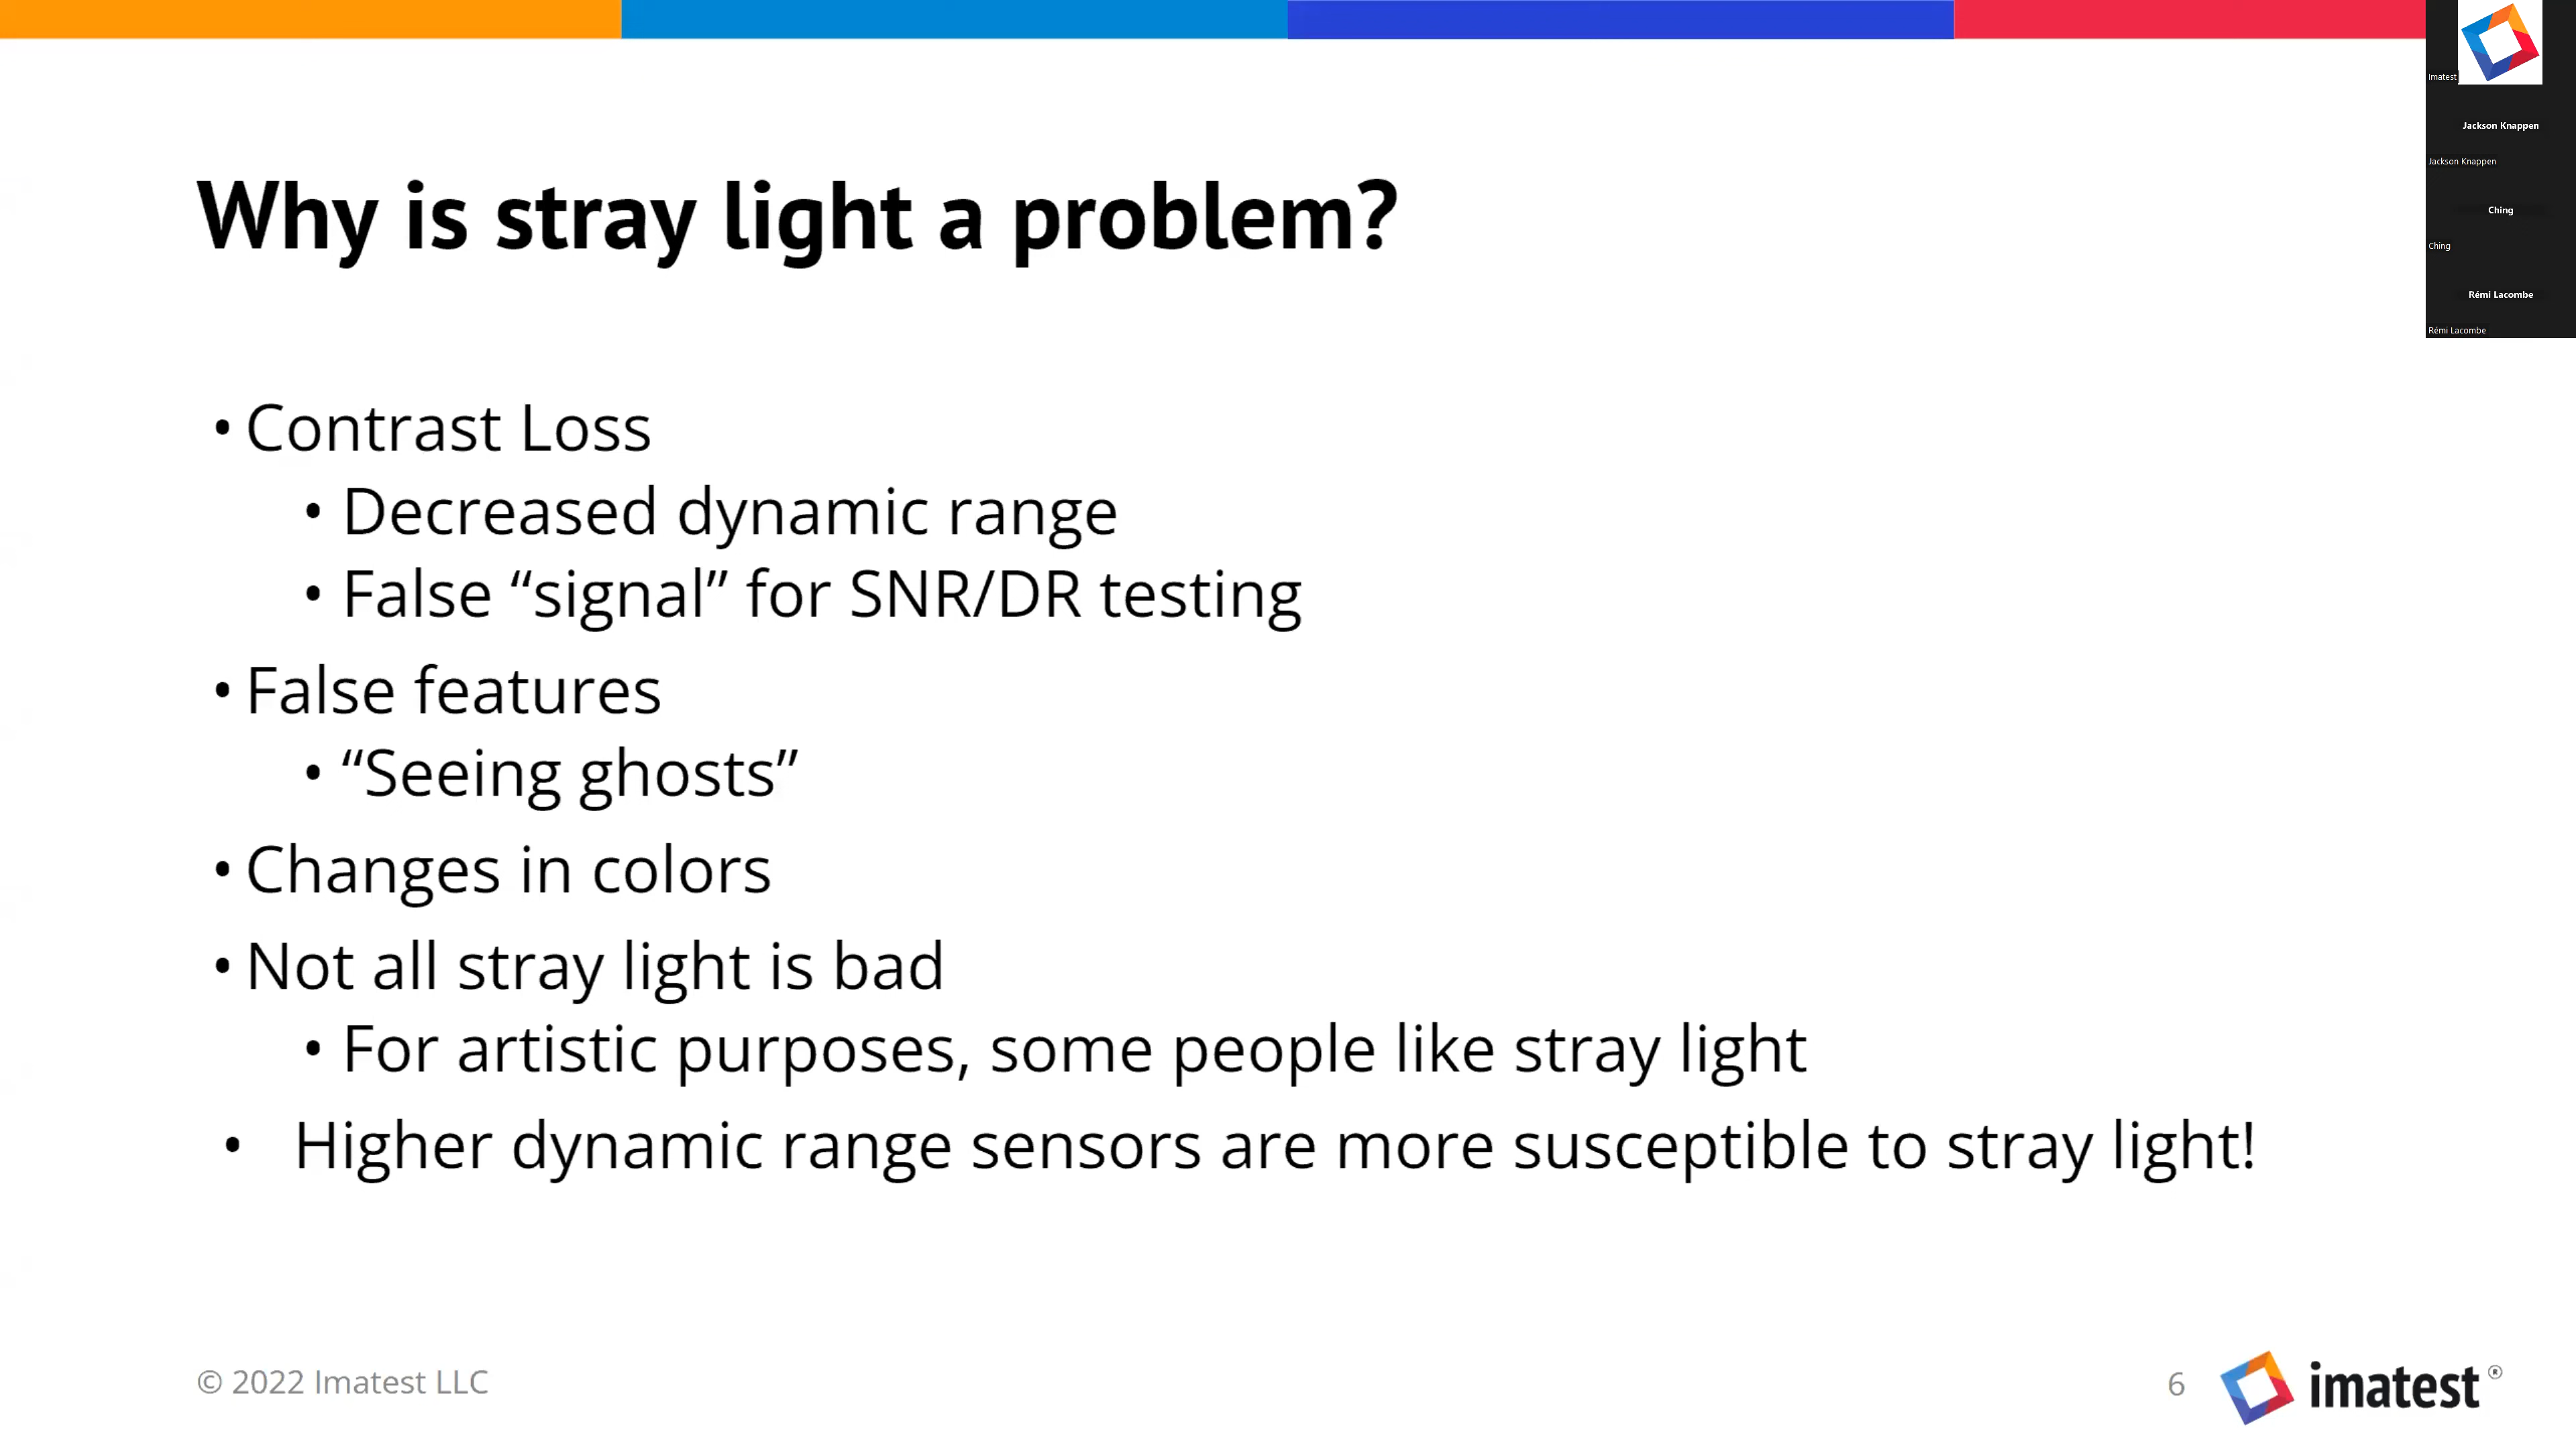 Imatest
Jackson Knappen
Jackson Knappen
Ching
Ching
Rémi Lacombe
Rémi Lacombe
Why is stray light a problem?
• Contrast Loss
• Decreased dynamic range
• False “signal” for SNR/DR testing
• False features
• “Seeing ghosts”
• Changes in colors
• Not all stray light is bad
• For artistic purposes, some people like stray light
• Higher dynamic range sensors are more susceptible to stray light!
© 2022 Imatest LLC
6
imatest®